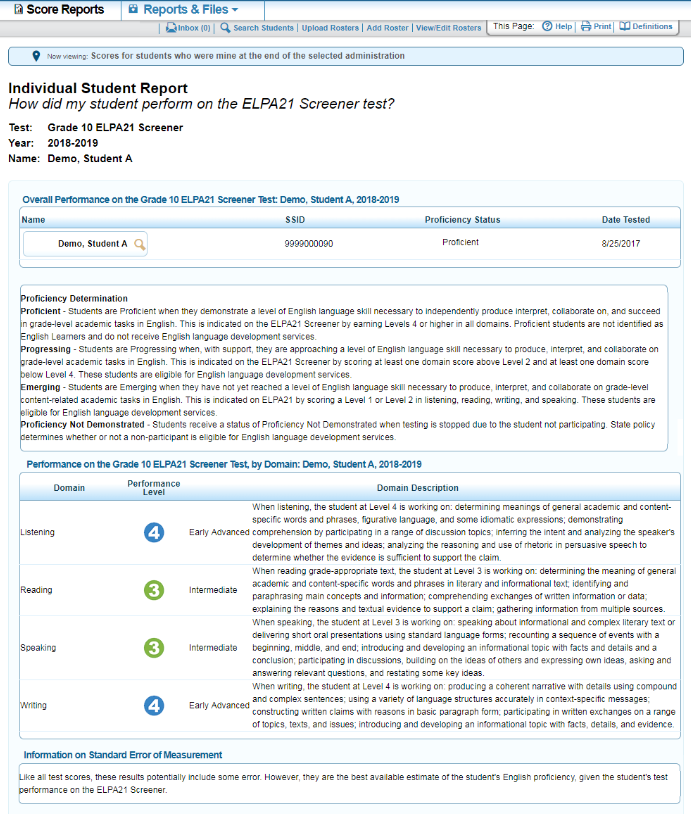 Score Reports Reports & Files
Inbox (0) | Search Students | Upload Rosters | Add Roster | View/Edit Rosters This Page: Help Print Definitions
Now viewing: Scores for students who were mine at the end of the selected administration
Individual Student Report
How did my student perform on the ELPA21 Screener test?
Test: Grade 10 ELPA21 Screener
Year: 2018-2019
Name: Demo, Student A
Overall Performance on the Grade 10 ELPA21 Screener Test: Demo, Student A, 2018-2019
Name SSID Proficiency Status Date Tested
Demo, Student A 9999000090 Proficient 8/25/2017
Proficiency Determination
Proficient - Students are Proficient when they demonstrate a level of English language skill necessary to independently produce interpret, collaborate on, and succeed
in grade-level academic tasks in English. This is indicated on the ELPA21 Screener by earning Levels 4 or higher in all domains. Proficient students are not identified as
English Learners and do not receive English language development services.
Progressing - Students are Progressing when, with support, they are approaching a level of English language skill necessary to produce, interpret, and collaborate on
grade-level academic tasks in English. This is indicated on the ELPA21 Screener by scoring at least one domain score above Level 2 and at least one domain score
below Level 4. These students are eligible for English language development services.
Emerging - Students are Emerging when they have not yet reached a level of English language skill necessary to produce, interpret, and collaborate on grade-level
content-related academic tasks in English. This is indicated on ELPA by scoring a Level 1 or Level 2 in listening, reading, writing, and speaking. These students are
eligible for English language development services.
Proficiency Not Demonstrated - Students receive a status of Proficiency Not Demonstrated when testing is stopped due to the student not participating. State policy
determines whether or not a non-participant is eligible for English language development services.
Performance on the Grade 10 ELPA21 Screener Test, by Domain: Demo, Student A, 2018-2019
Domain Performance Level Domain Description
Listening 4 Early Advanced When listening, the student at Level 4 is working on: determining meanings of general academic and content-
specific words and phrases, figurative language, and some idiomatic expressions; demonstrating
comprehension by participating in a range of discussion topics; inferring the intent and analyzing the speaker's
development of themes and ideas; analyzing the reasoning and use of rhetoric in persuasive speech to
determine whether the evidence is sufficient to support the claim.
Reading 3 Intermediate When reading grade-appropriate text, the student at Level 3 is working on: determining the meaning of general
academic and content-specific words and phrases in literary and informational text; identifying and
paraphrasing main concepts and information; comprehending exchanges of written information or data;
explaining the reasons and textual evidence to support a claim; gathering information from multiple sources.
Speaking 3 Intermediate When speaking, the student at Level 3 is working on: speaking about informational and complex literary text or
delivering short oral presentations using standard language forms; recounting a sequence of events with a
beginning, middle, and end; introducing and developing an informational topic with facts and details and a
conclusion; participating in discussions, building on the ideas of others and expressing own ideas, asking and
answering relevant questions, and restating some key ideas.
Writing 4 Early Advanced When writing, the student at Level 4 is working on: producing a coherent narrative with details using compound
and complex sentences; using a variety of language structures accurately in context-specific messages;
constructing written claims with reasons in basic paragraph form; participating in written exchanges on a range
of topics, texts, and issues; introducing and developing an informational topic with facts, details, and evidence.
Information on Standard Error of Measurement
Like all test scores, these results potentially include some error. However, they are the best available estimate of the student's English proficiency, given the student's test
performance on the ELPA21 Screener.